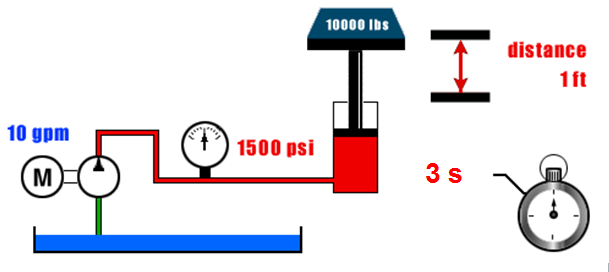 10000 lbs
distance
1 ft
10 gpm
1500 psi
M
3 s